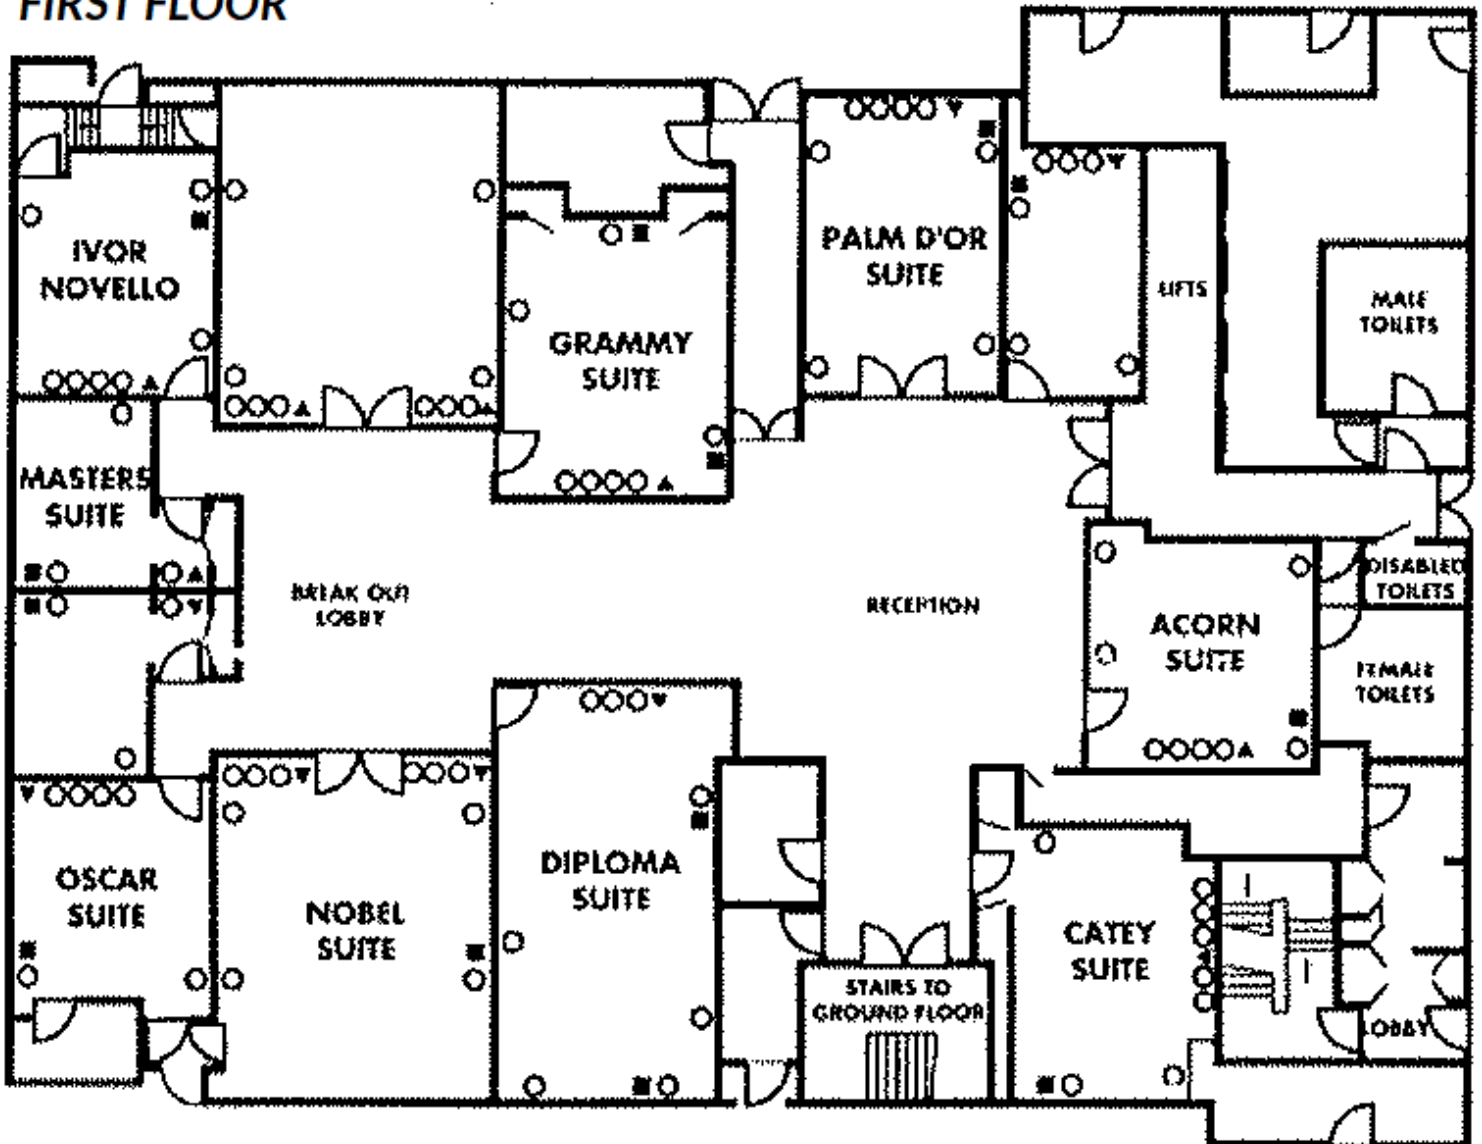 FIRST FLOOR
IVOR
NOVELLO
PALM D'OR
SUITE
LIFTS
MALE
TOILETS
GRAMMY
SUITE
MASTERS
SUITE
BREAK OUT
LOBBY
RECEPTION
DISABLED
TOILETS
ACORN
SUITE
FEMALE
TOILETS
OSCAR
SUITE
NOBEL
SUITE
DIPLOMA
SUITE
CATEY
SUITE
STAIRS TO
GROUND FLOOR
LOBBY